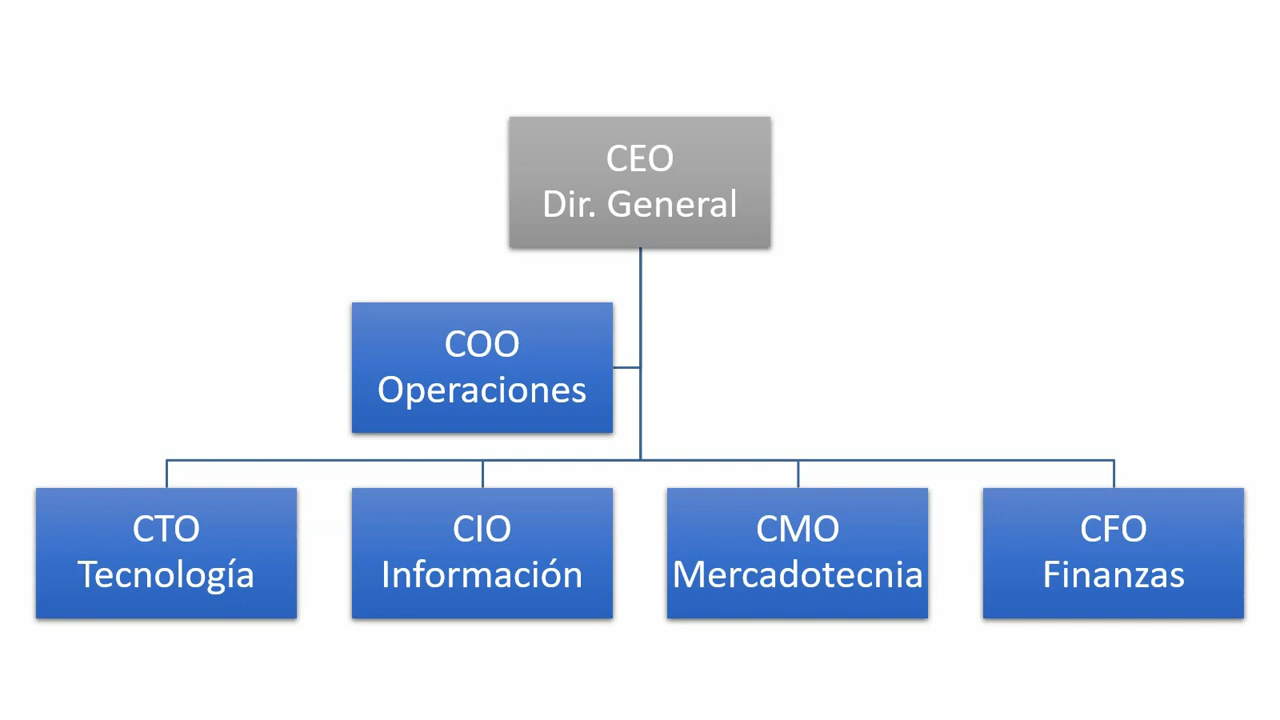 CEO
Dir. General
COO
Operaciones
CTO
Tecnología
CIO
Información
CMO
Mercadotecnia
CFO
Finanzas